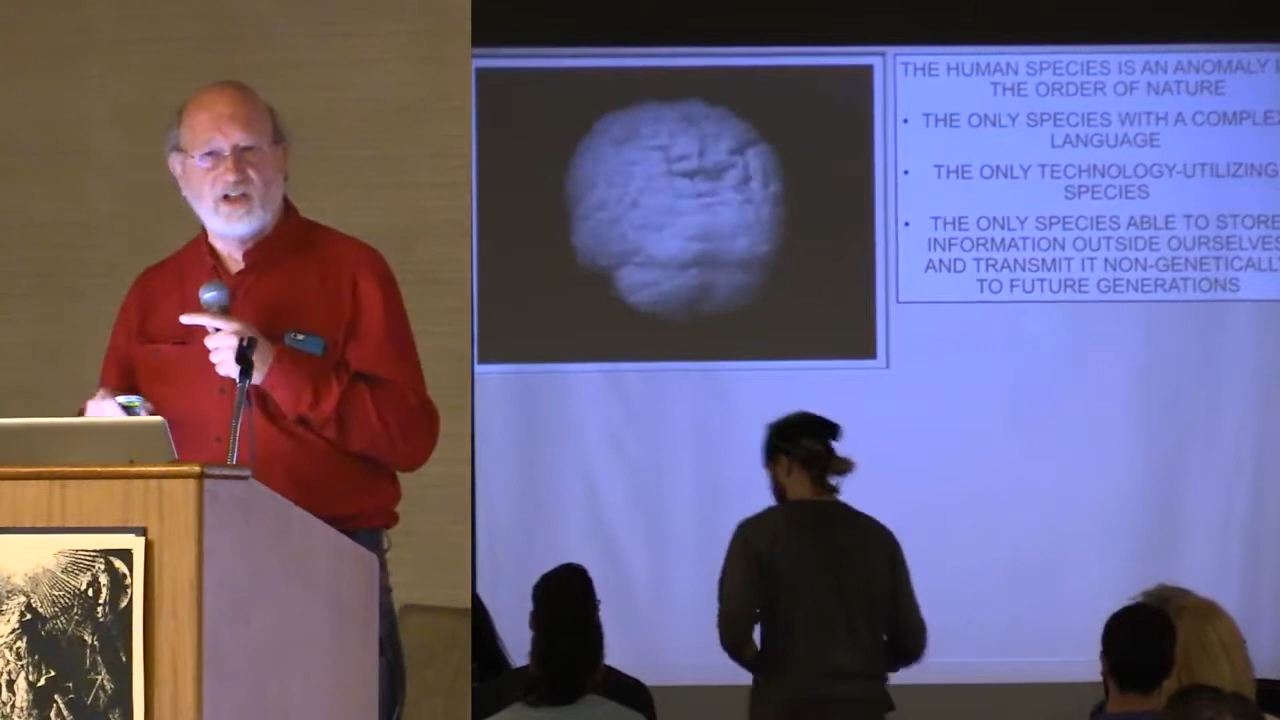 THE HUMAN SPECIES IS AN ANOMALY
THE ORDER OF NATURE
• THE ONLY SPECIES WITH A COMPLEX
LANGUAGE
• THE ONLY TECHNOLOGY-UTILIZING
SPECIES
• THE ONLY SPECIES ABLE TO STORE
INFORMATION OUTSIDE OURSELVES
AND TRANSMIT IT NON-GENETICALLY
TO FUTURE GENERATIONS